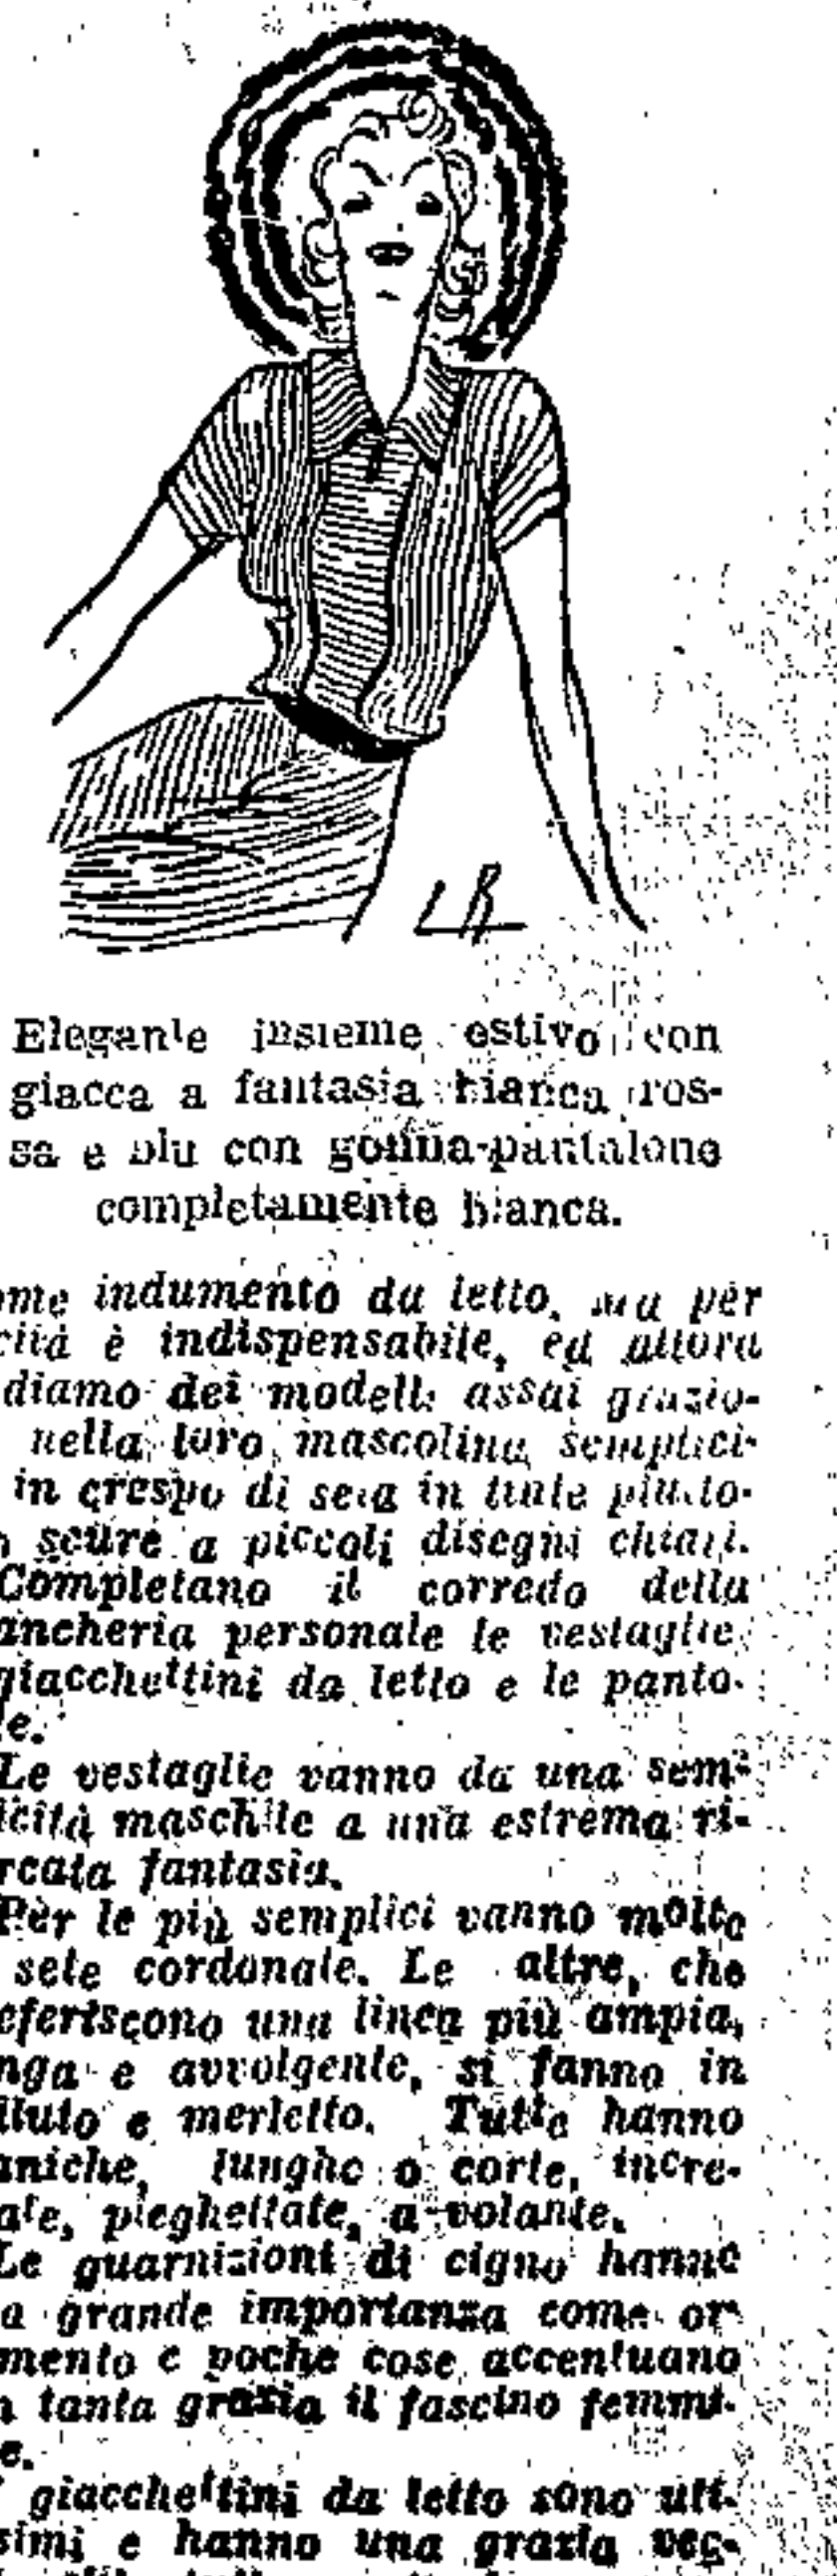 LR
Elegante insieme estivo con
giacca a fantasia bianca ros-
sa e blu con gonna-pantalone
completamente bianca.
ome indumento da letto, ma per
cità è indispensabile, ed allora
diamo dei modelli assai grazio-
nella loro mascolina semplici-
in crespo di seta in tinte piutto-
o scure a piccoli disegni chiari.
Completano il corredo della
ancheria personale le vestaglie
giacchettini da letto e le panto-
le.
Le vestaglie vanno da una sem-
icità maschile a una estrema ri-
rcata fantasia.
Per le più semplici vanno molto
sete cordonate. Le altre, che
eferiscono una linea più ampia,
nga e avvolgente, si fanno in
lluto e merletto. Tutte hanno
aniche, lunghe o corte, incre-
ate, pieghettate, a volante.
Le guarnizioni di cigno hanno
a grande importanza come or-
mento e poche cose accentuano
n tanta grazia il fascino femmi-
e.
giacchettini da letto sono uti-
simi e hanno una grazia vec-